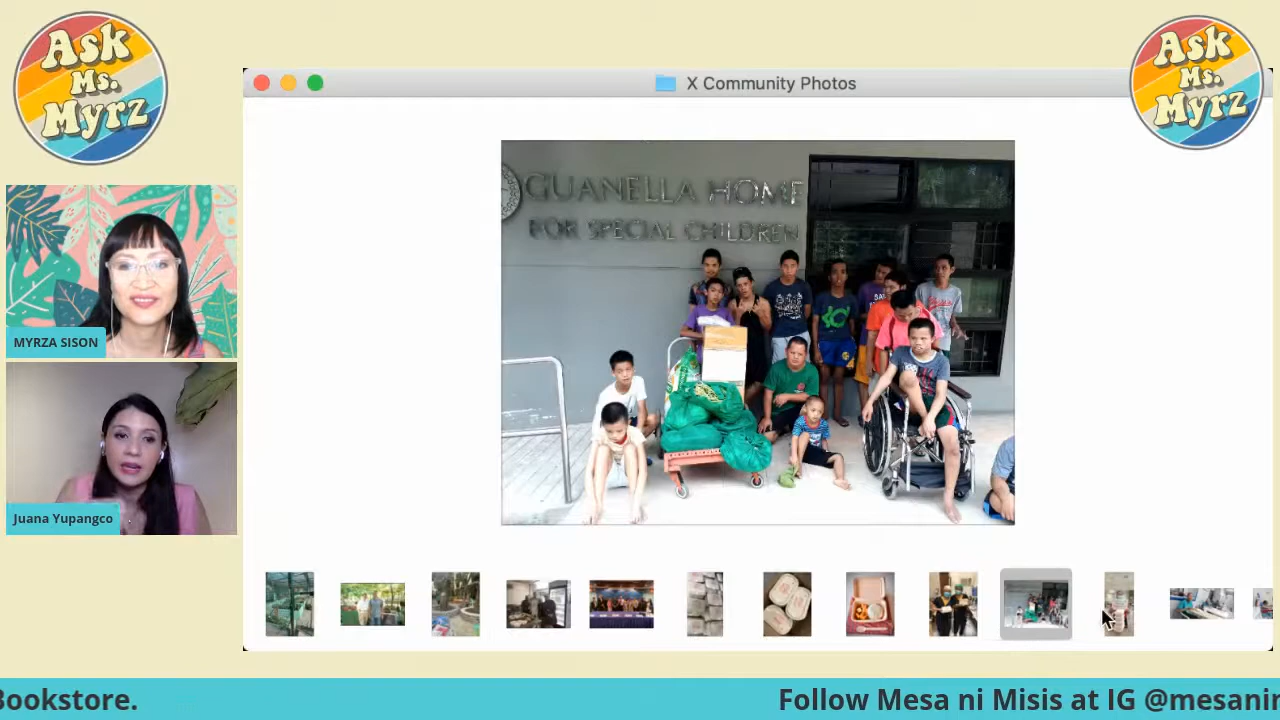 Ask
Ms.
Myrz
X Community Photos
Ask
Ms.
Myrz
GUANELLA HOME
FOR SPECIAL CHILDREN
MYRZA SISON
Juana Yupangco
Bookstore.
Follow Mesa ni Misis at IG @mesanim